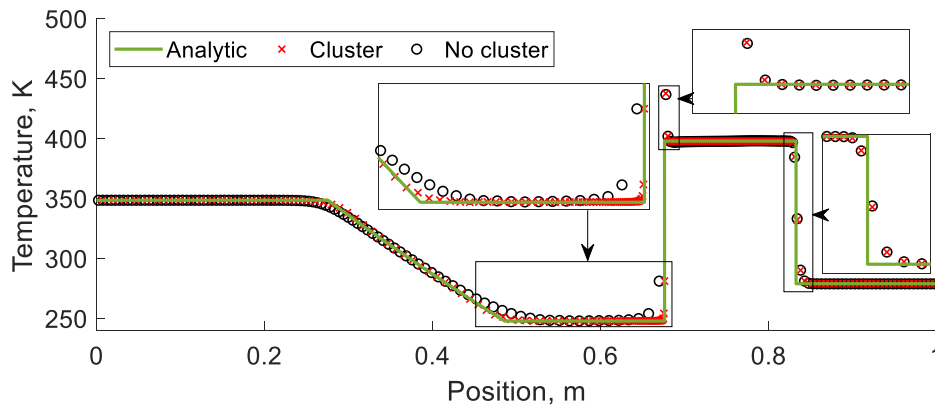 500
450
400
350
300
250
Temperature, K
Analytic
Cluster
No cluster
0
0.2
0.4
0.6
0.8
1
Position, m